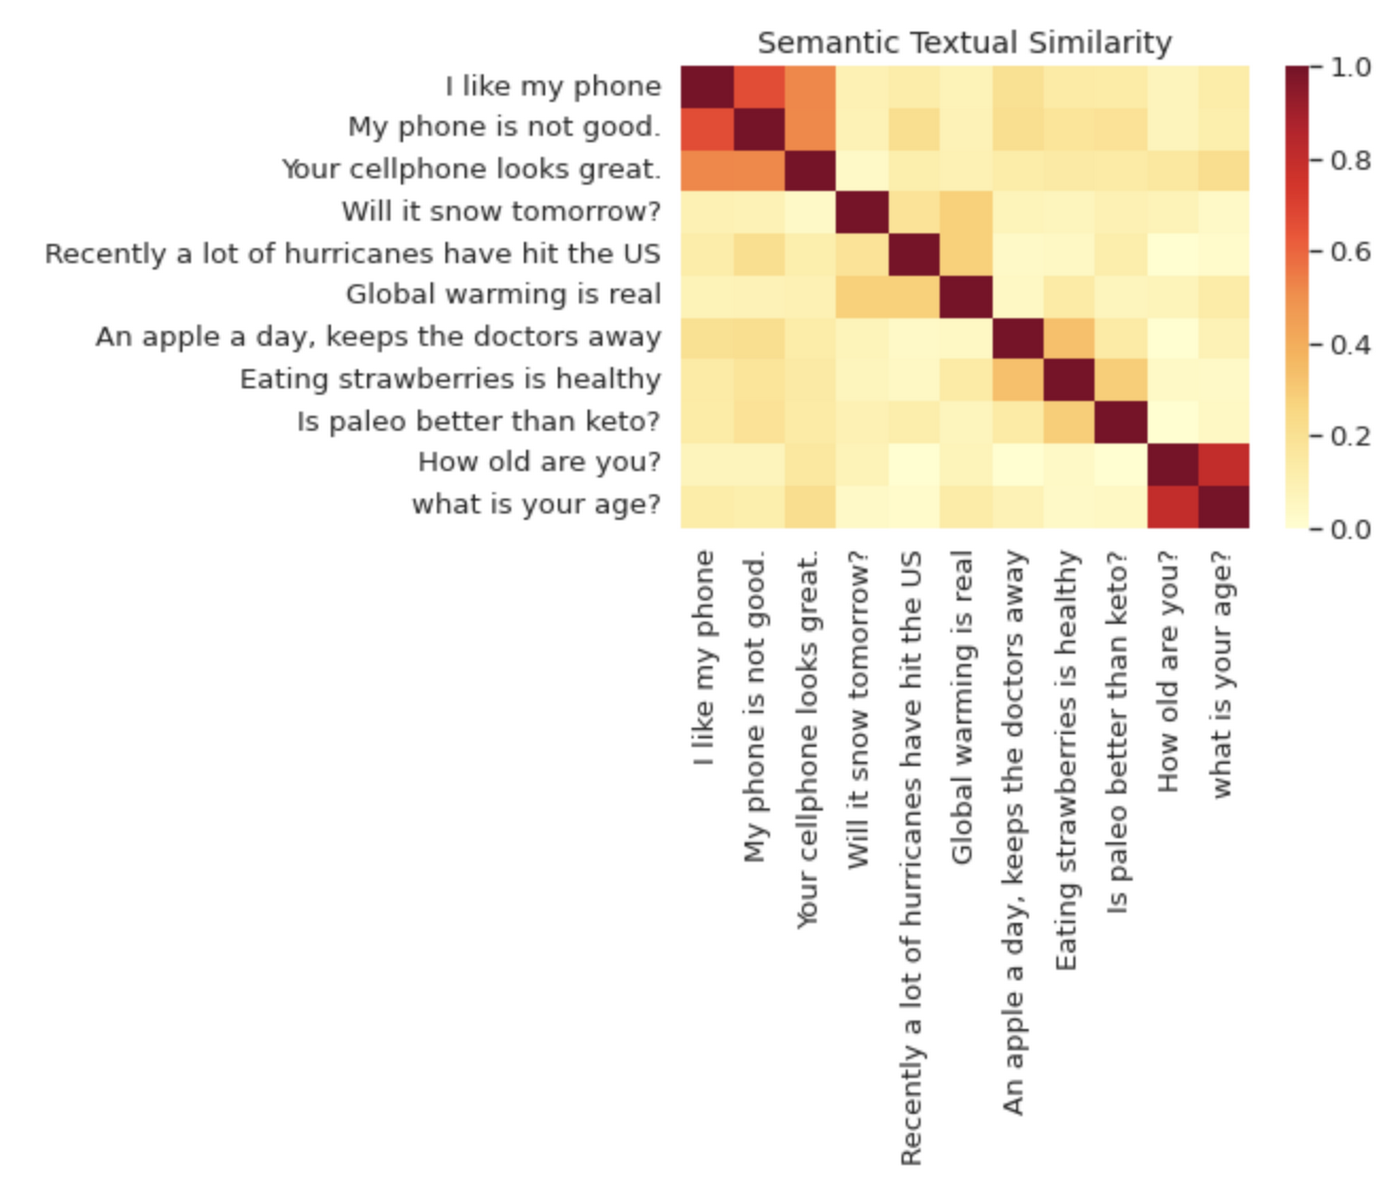 Semantic Textual Similarity
I like my phone
My phone is not good.
Your cellphone looks great.
Will it snow tomorrow?
Recently a lot of hurricanes have hit the US
Global warming is real
An apple a day, keeps the doctors away
Eating strawberries is healthy
Is paleo better than keto?
How old are you?
what is your age?
1.0
0.8
0.6
0.4
0.2
0.0
I like my phone
My phone is not good.
Your cellphone looks great.
Will it snow tomorrow?
Recently a lot of hurricanes have hit the US
Global warming is real
An apple a day, keeps the doctors away
Eating strawberries is healthy
Is paleo better than keto?
How old are you?
what is your age?